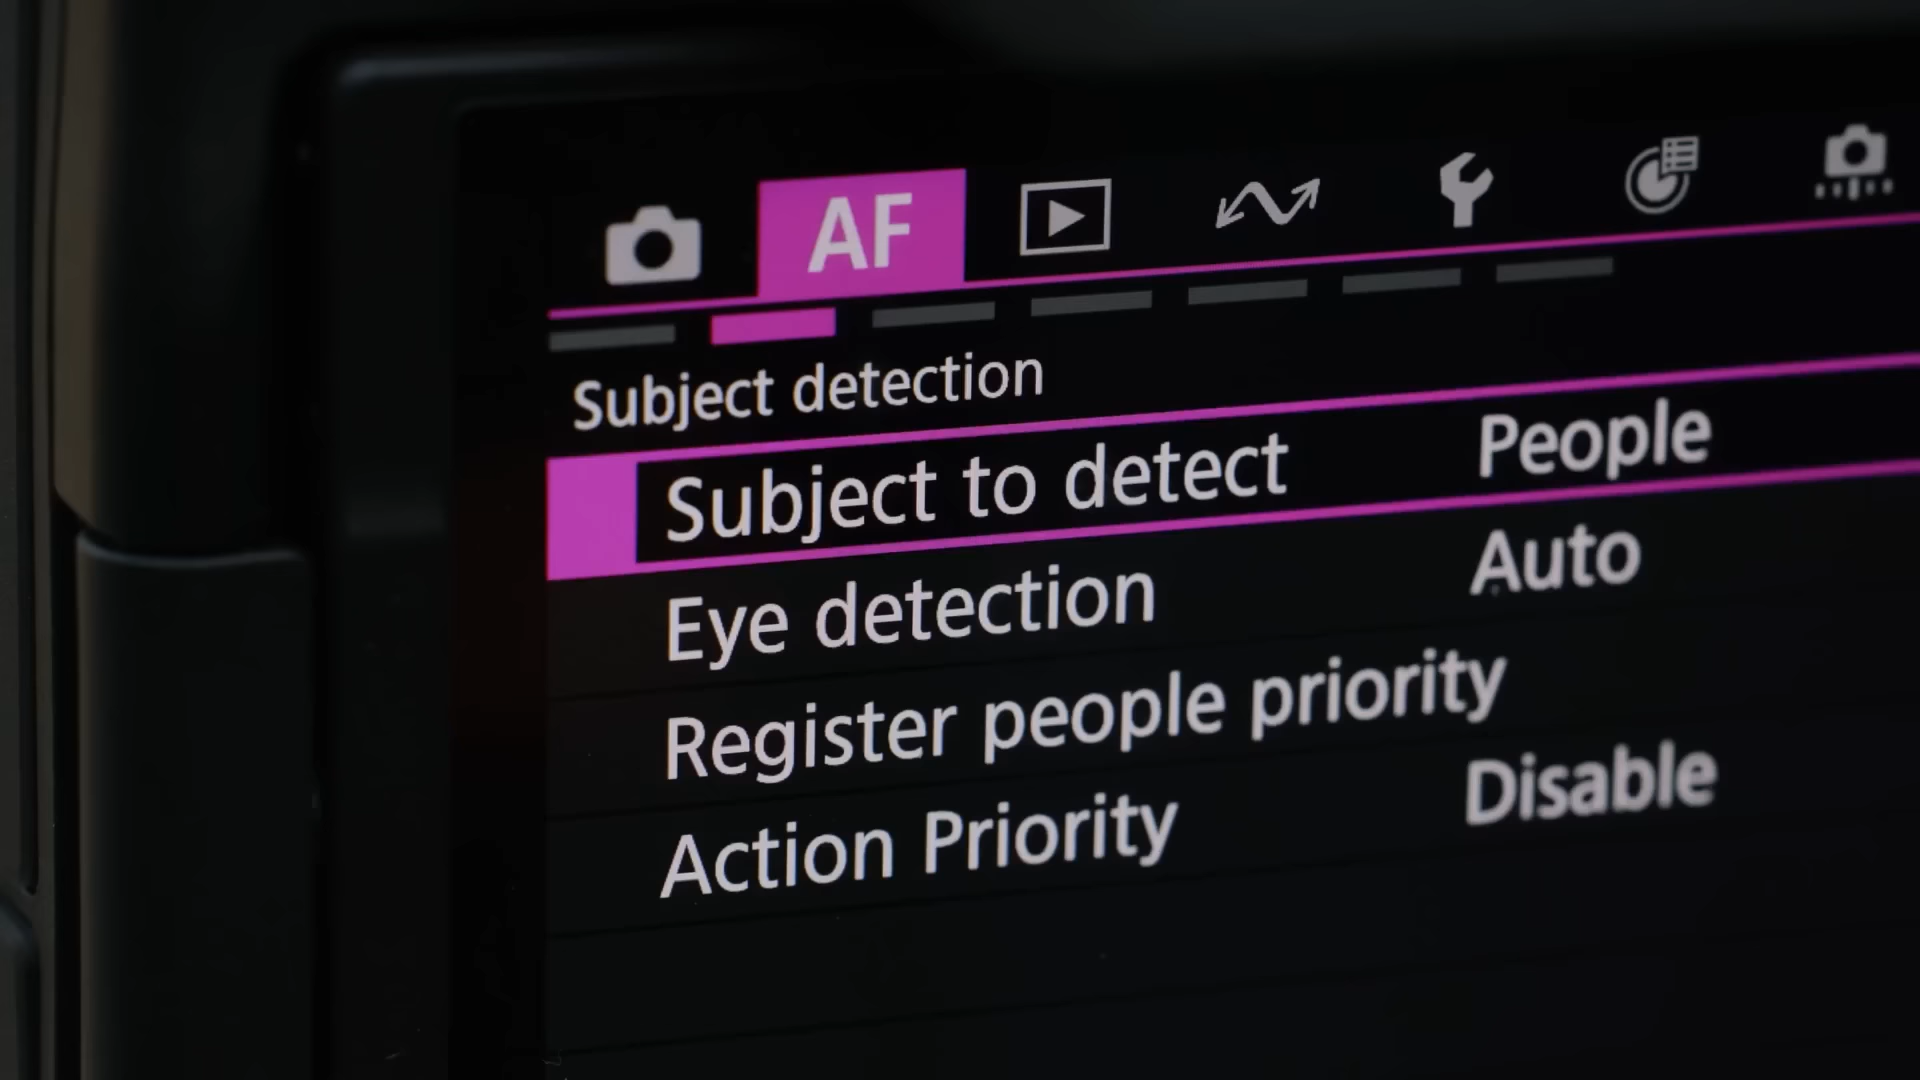 AF
Subject detection
Subject to detect People
Eye detection Auto
Register people priority
Action Priority Disable